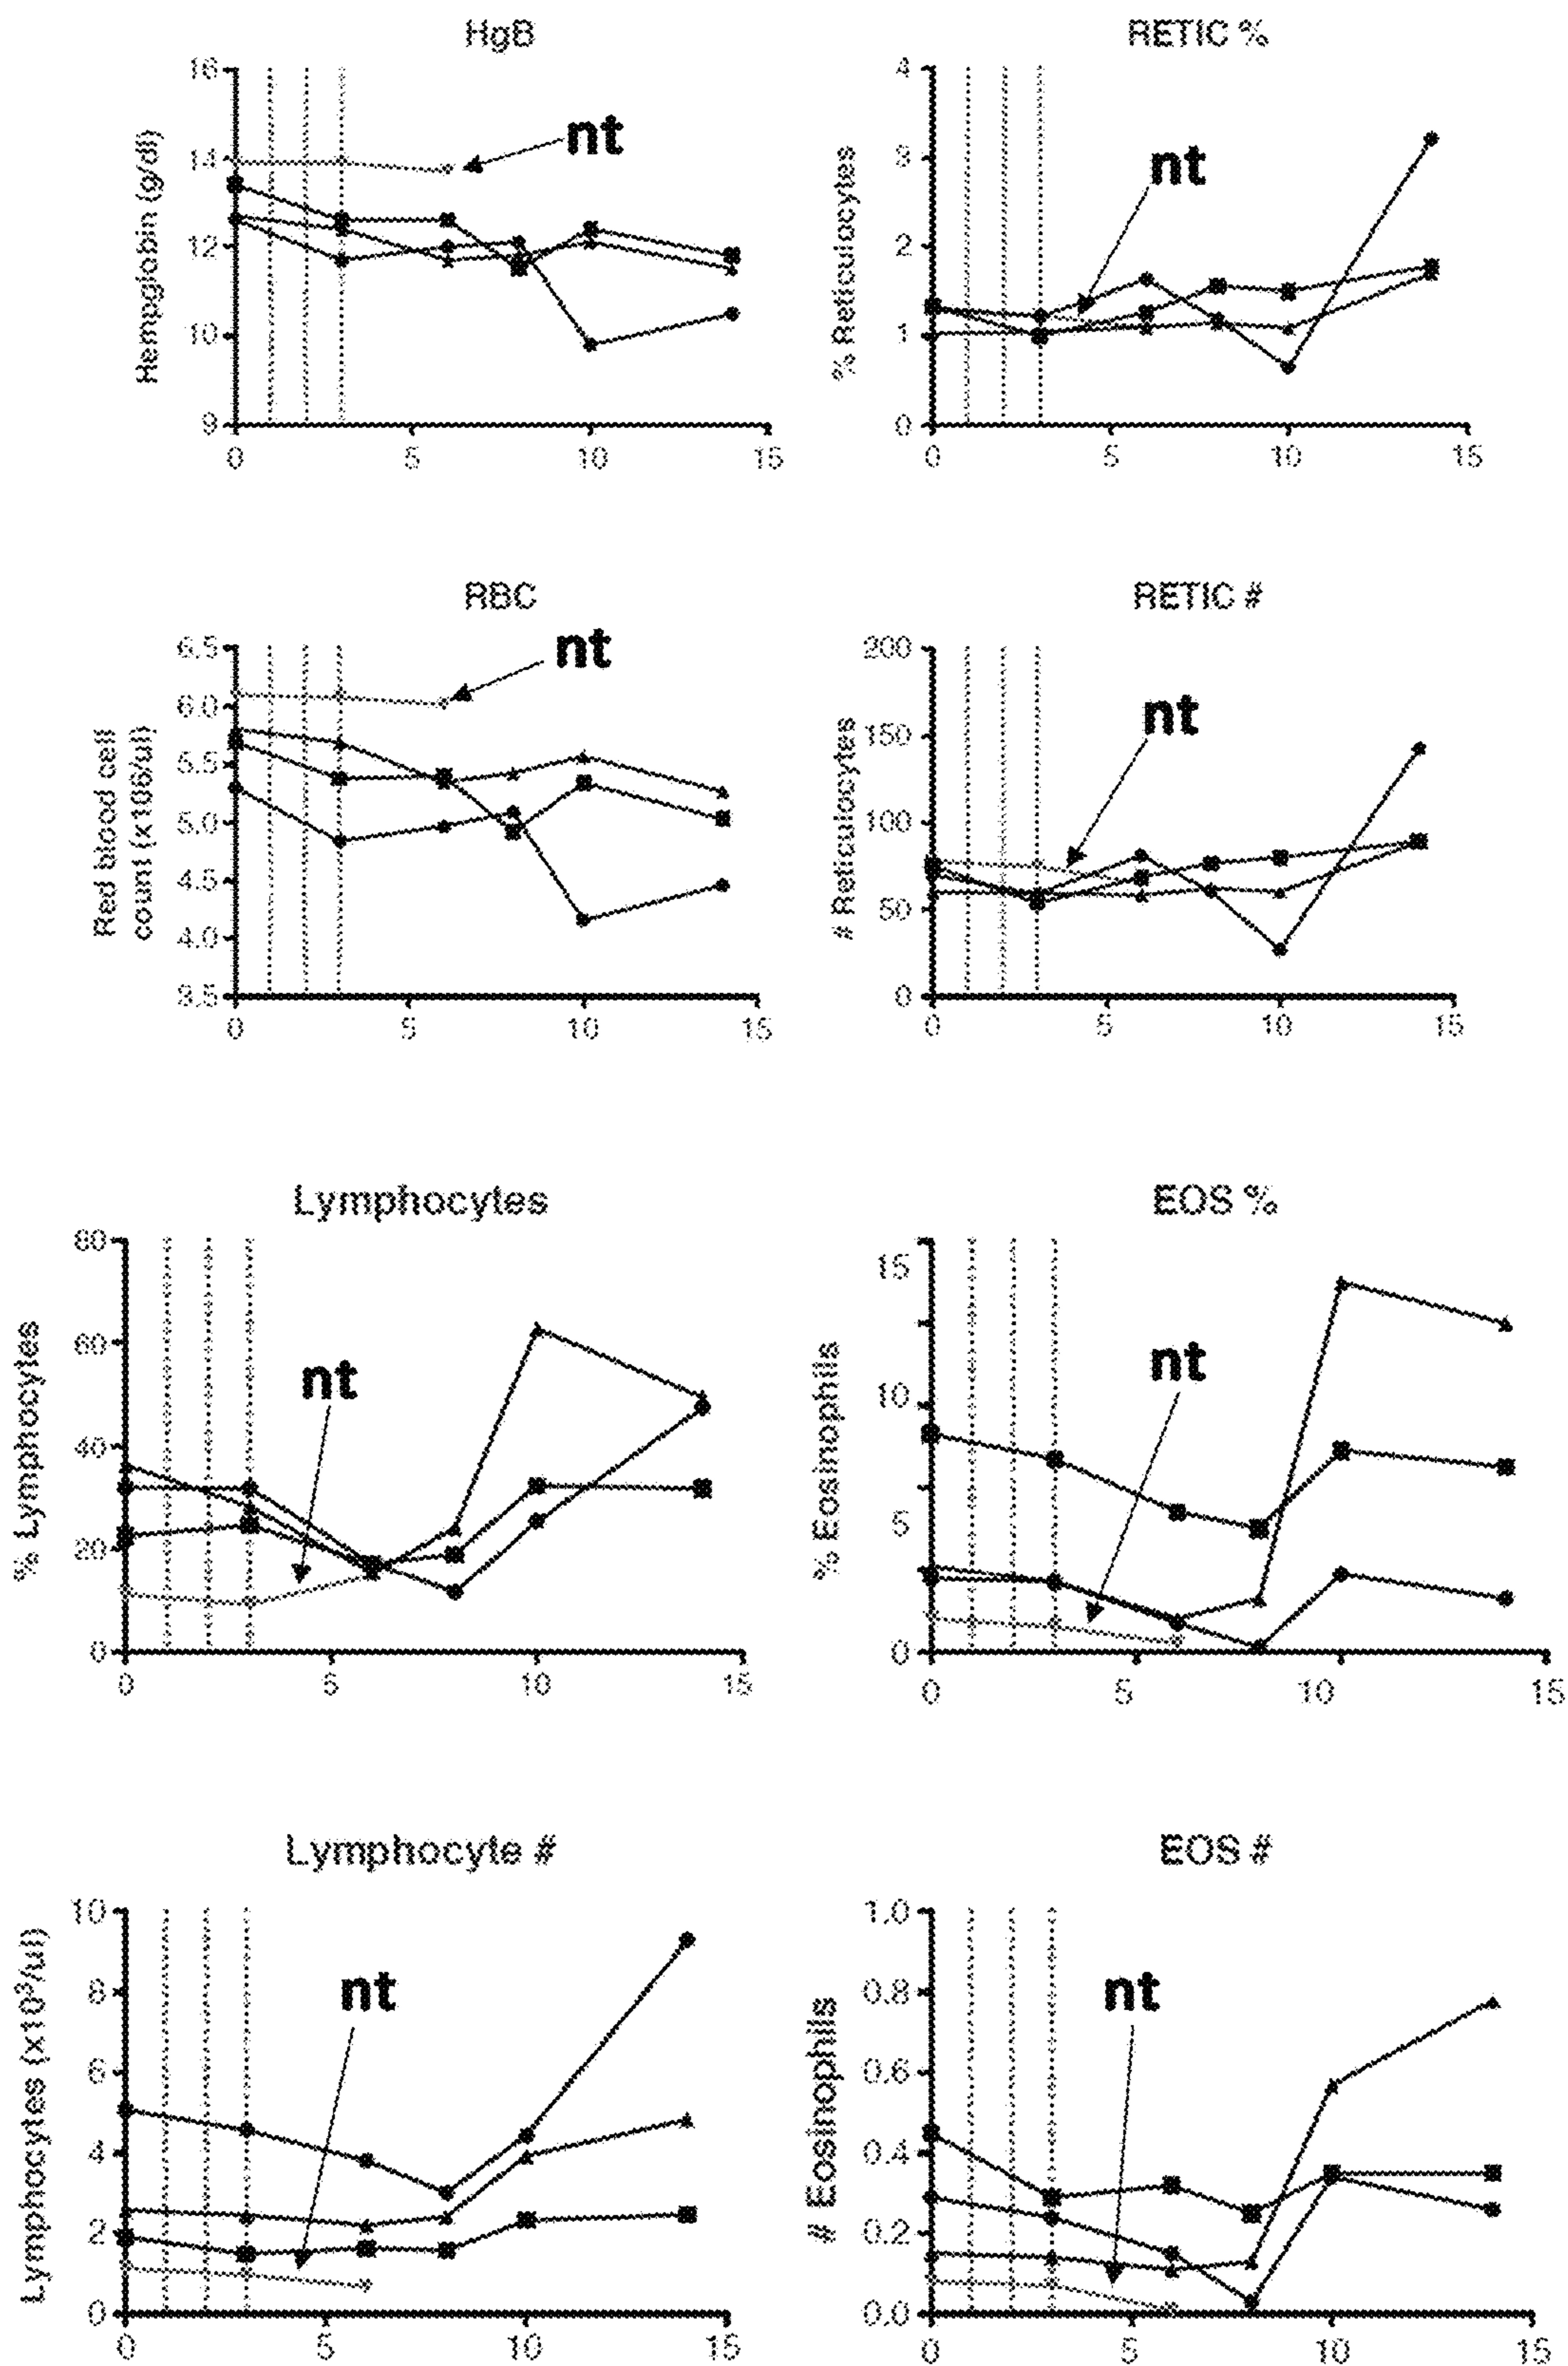 HgB
RETIC %
Hemoglobin (g/dl)
16
14
12
10
9
nt
0 5 10 15
% Reticulocytes
4
3
2
1
0
nt
0 5 10 15
RBC
RETIC #
Red blood cell
count (x106/ul)
6.5
6.0
5.5
5.0
4.5
4.0
3.5
nt
0 5 10 15
# Reticulocytes
200
150
100
50
0
nt
0 5 10 15
Lymphocytes
EOS %
% Lymphocytes
80
60
40
20
0
nt
0 5 10 15
% Eosinophils
15
10
5
0
nt
0 5 10 15
Lymphocyte #
EOS #
Lymphocytes (x10³/ul)
10
8
6
4
2
0
nt
0 5 10 15
# Eosinophils
1.0
0.8
0.6
0.4
0.2
0.0
nt
0 5 10 15